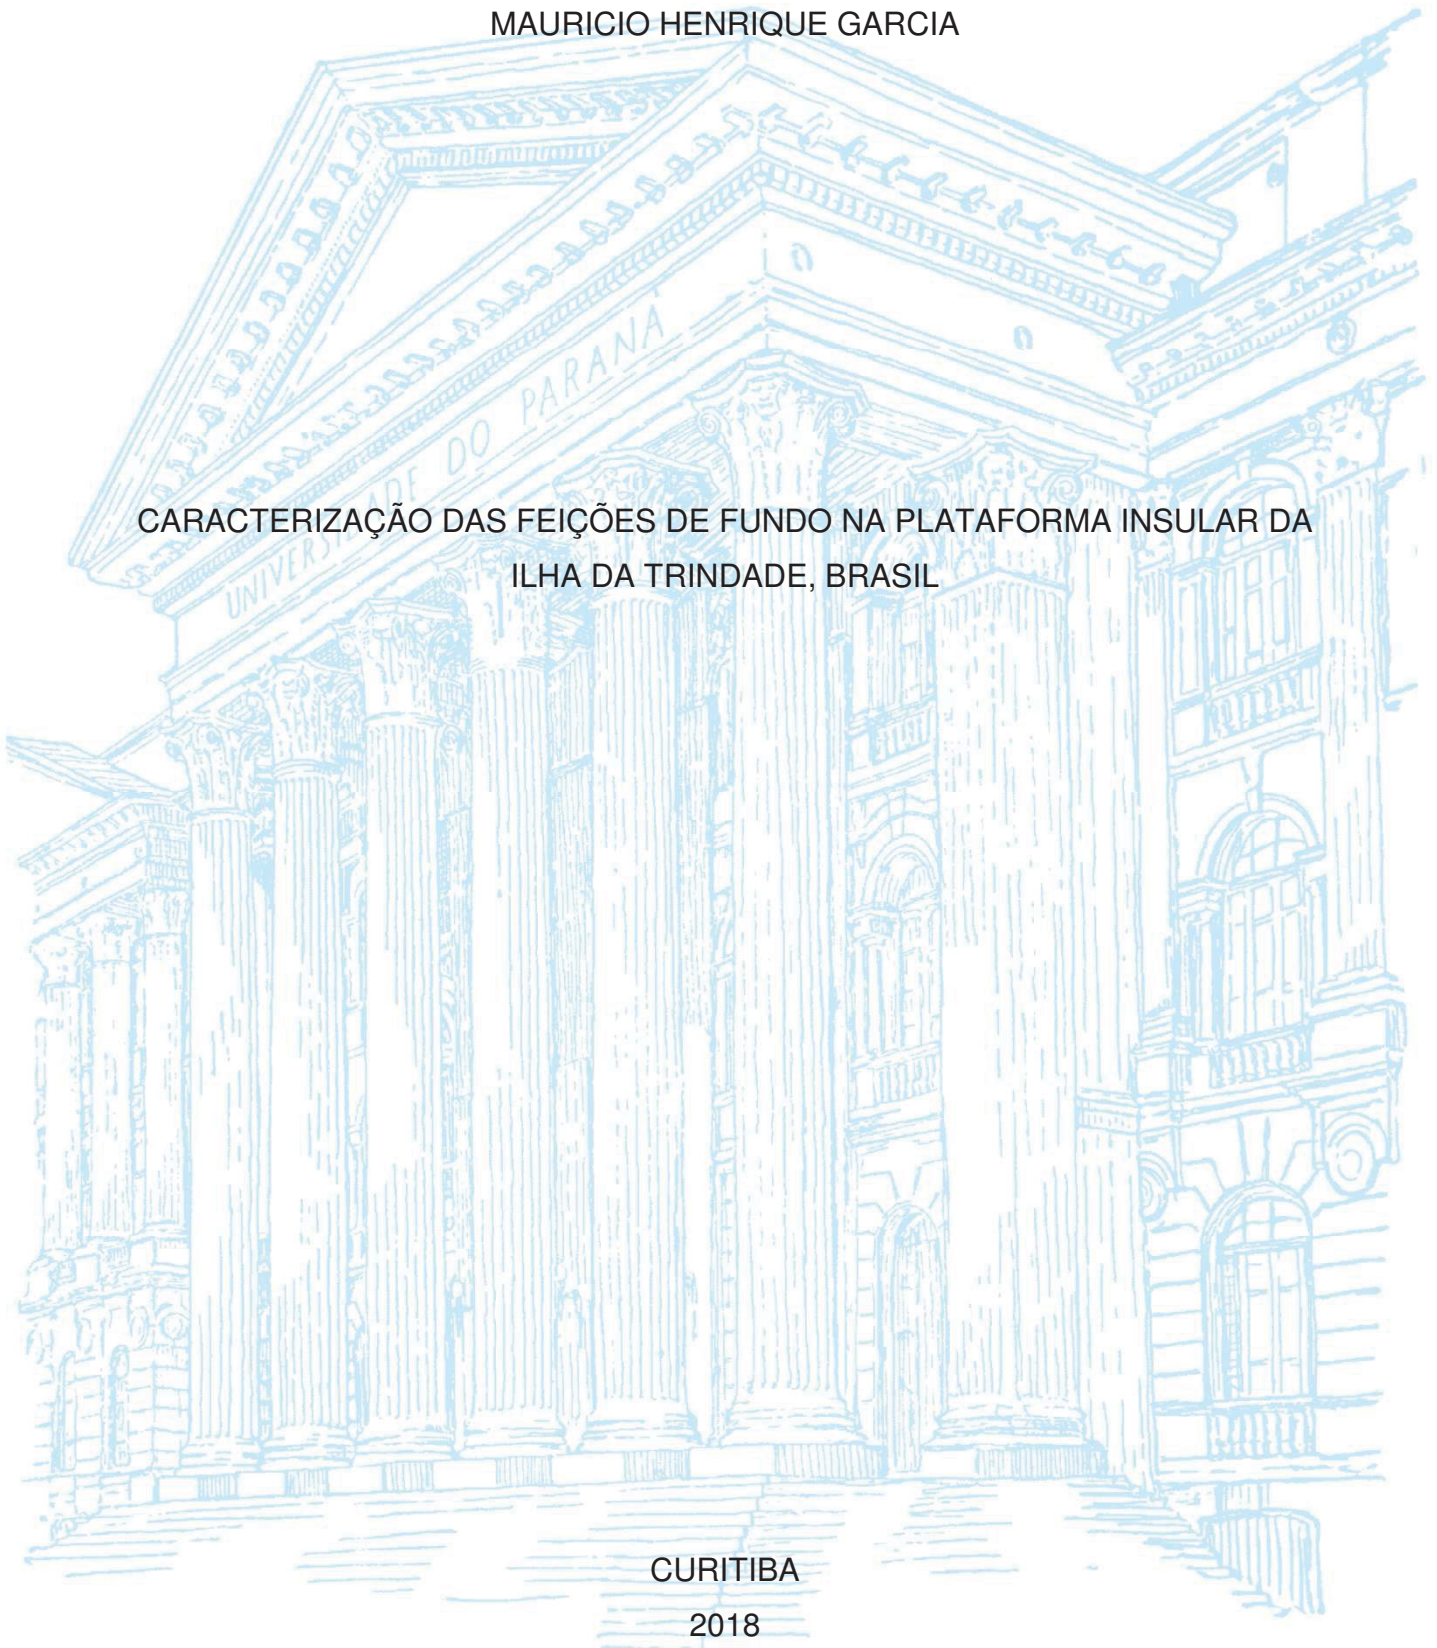 MAURICIO HENRIQUE GARCIA
UNIVERSIDADE DO PARANÁ
CARACTERIZAÇÃO DAS FEIÇÕES DE FUNDO NA PLATAFORMA INSULAR DA
ILHA DA TRINDADE, BRASIL
CURITIBA
2018